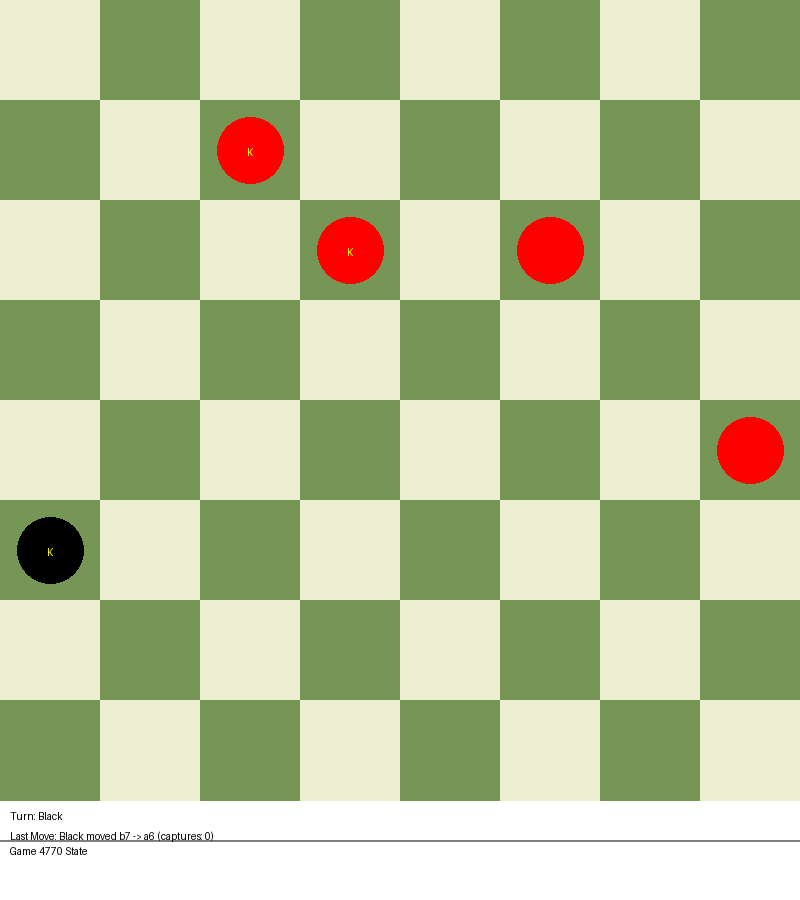 K
K
K
Turn: Black
Last Move: Black moved b7 -> a6 (captures: 0)
Game 4770 State